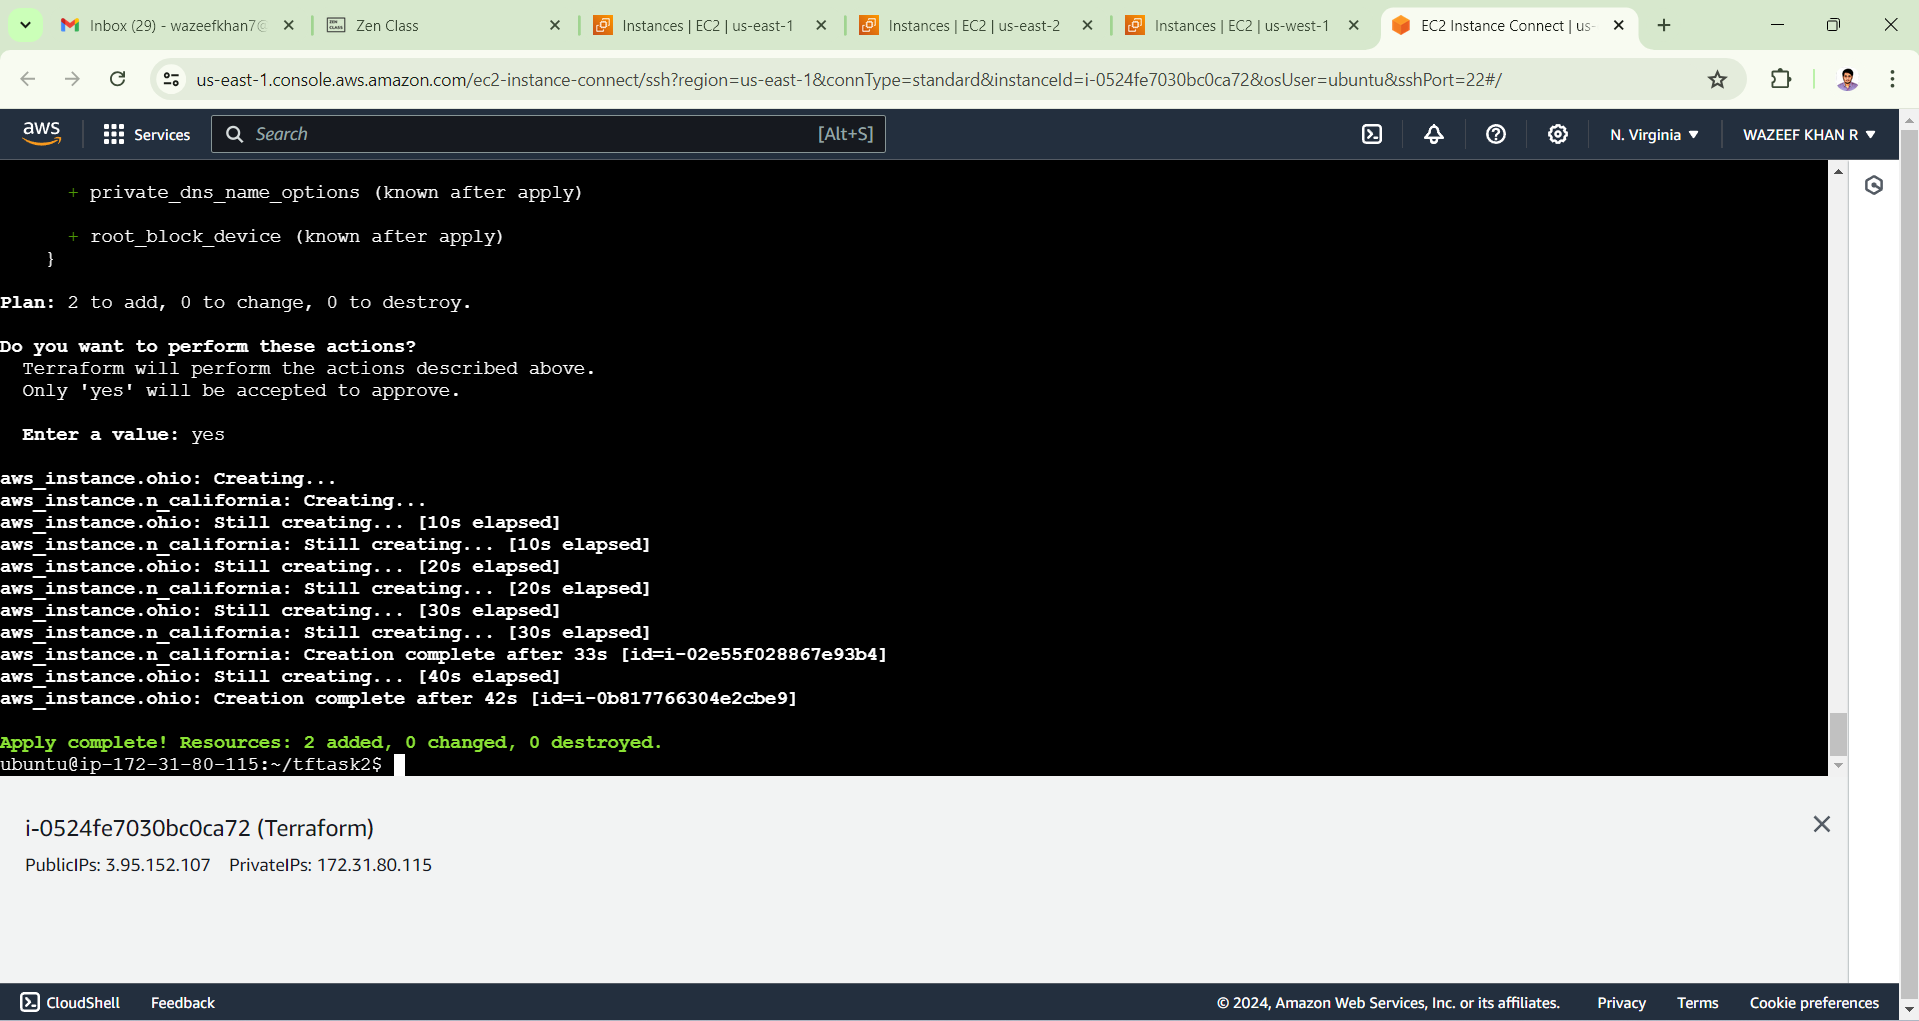 Inbox (29) - wazeefkhan7@
Zen Class
Instances | EC2 | us-east-1
Instances | EC2 | us-east-2
Instances | EC2 | us-west-1
EC2 Instance Connect | us-
us-east-1.console.aws.amazon.com/ec2-instance-connect/ssh?region=us-east-1&connType=standard&instanceId=i-0524fe7030bc0ca72&osUser=ubuntu&sshPort=22#/
aws
Services
Search
[Alt+S]
N. Virginia
WAZEEF KHAN R
+ private_dns_name_options (known after apply)
+ root_block_device (known after apply)
}
Plan: 2 to add, 0 to change, 0 to destroy.
Do you want to perform these actions?
Terraform will perform the actions described above.
Only 'yes' will be accepted to approve.
Enter a value: yes
aws_instance.ohio: Creating...
aws_instance.n_california: Creating...
aws_instance.ohio: Still creating... [10s elapsed]
aws_instance.n_california: Still creating... [10s elapsed]
aws_instance.ohio: Still creating... [20s elapsed]
aws_instance.n_california: Still creating... [20s elapsed]
aws_instance.ohio: Still creating... [30s elapsed]
aws_instance.n_california: Still creating... [30s elapsed]
aws_instance.n_california: Creation complete after 33s [id=i-02e55f028867e93b4]
aws_instance.ohio: Still creating... [40s elapsed]
aws_instance.ohio: Creation complete after 42s [id=i-0b817766304e2cbe9]
Apply complete! Resources: 2 added, 0 changed, 0 destroyed.
ubuntu@ip-172-31-80-115:~/tftask2$
i-0524fe7030bc0ca72 (Terraform)
PublicIPs: 3.95.152.107 PrivateIPs: 172.31.80.115
CloudShell
Feedback
© 2024, Amazon Web Services, Inc. or its affiliates.
Privacy
Terms
Cookie preferences